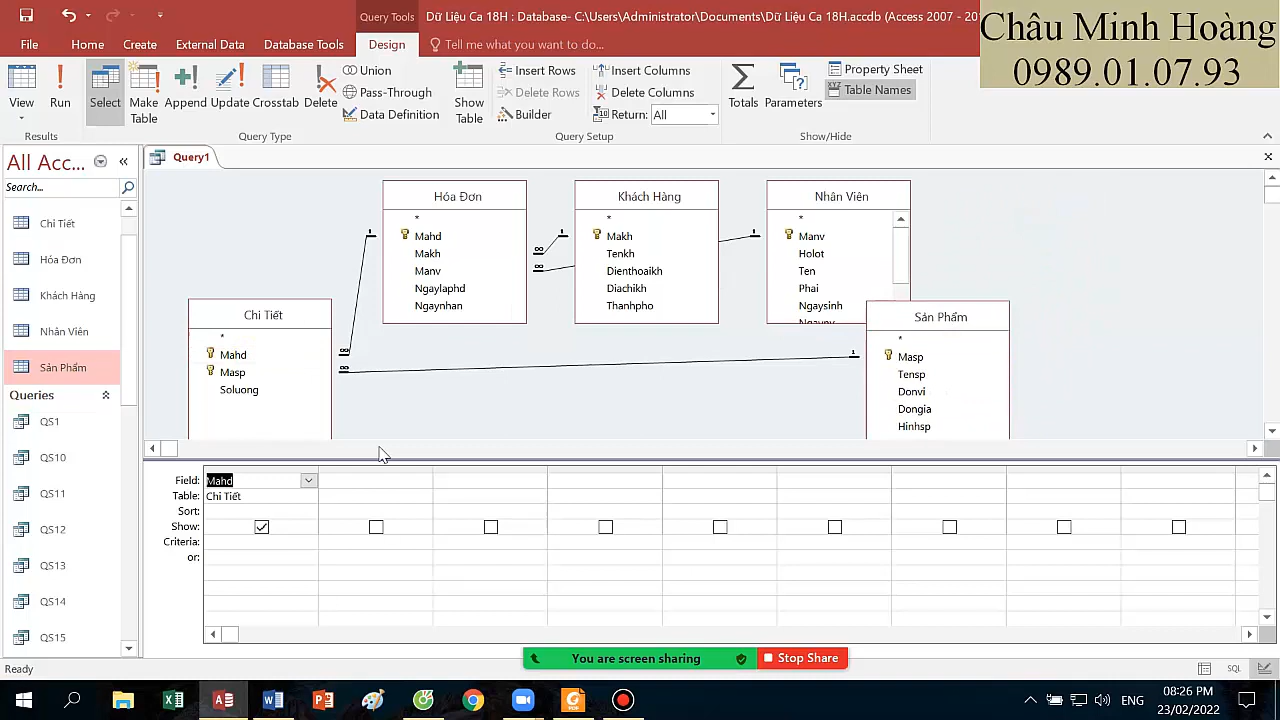 Query Tools
Dữ Liệu Ca 18H : Database- C:\Users\Administrator\Documents\Dữ Liệu Ca 18H.accdb (Access 2007 - 20
Châu Minh Hoàng
0989.01.07.93
File
Home
Create
External Data
Database Tools
Design
Tell me what you want to do...
View
Run
Select
Make Table
Append
Update
Crosstab
Delete
Union
Pass-Through
Data Definition
Show Table
Insert Rows
Delete Rows
Builder
Insert Columns
Delete Columns
Return: All
Totals
Parameters
Property Sheet
Table Names
Results
Query Type
Query Setup
Show/Hide
All Acc...
Search...
Chi Tiết
Hóa Đơn
Khách Hàng
Nhân Viên
Sản Phẩm
Queries
QS1
QS10
QS11
QS12
QS13
QS14
QS15
Query1
Hóa Đơn
*
Mahd
Makh
Manv
Ngaylaphd
Ngaynhan
Khách Hàng
*
Makh
Tenkh
Dienthoaikh
Diachikh
Thanhpho
Nhân Viên
*
Manv
Holot
Ten
Phai
Ngaysinh
Chi Tiết
*
Mahd
Masp
Soluong
Sản Phẩm
*
Masp
Tensp
Donvi
Dongia
Hinhsp
1
∞
1
∞
∞
1
∞
1
Field: Mahd
Table: Chi Tiết
Sort:
Show:
Criteria:
or:
You are screen sharing
Stop Share
Ready
SQL
ENG
08:26 PM
23/02/2022